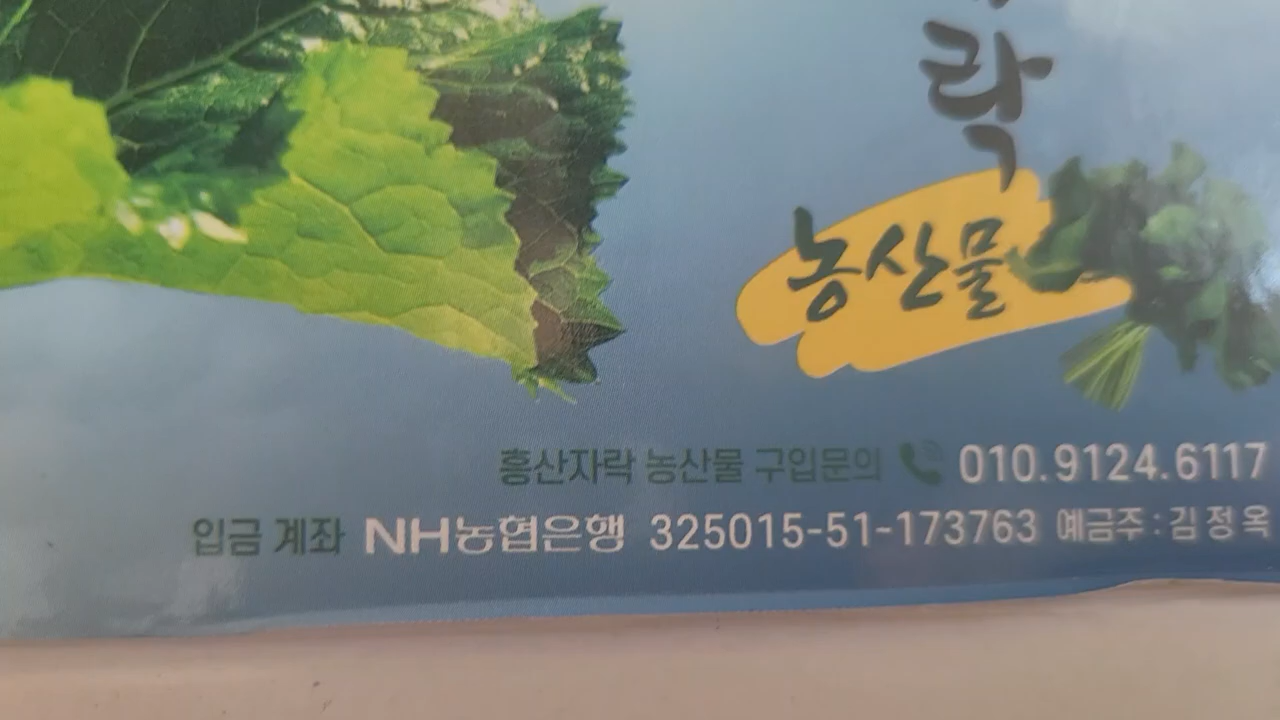 락
농산물
흥산자락 농산물 구입문의 010.9124.6117
입금 계좌 NH농협은행 325015-51-173763 예금주 : 김정옥